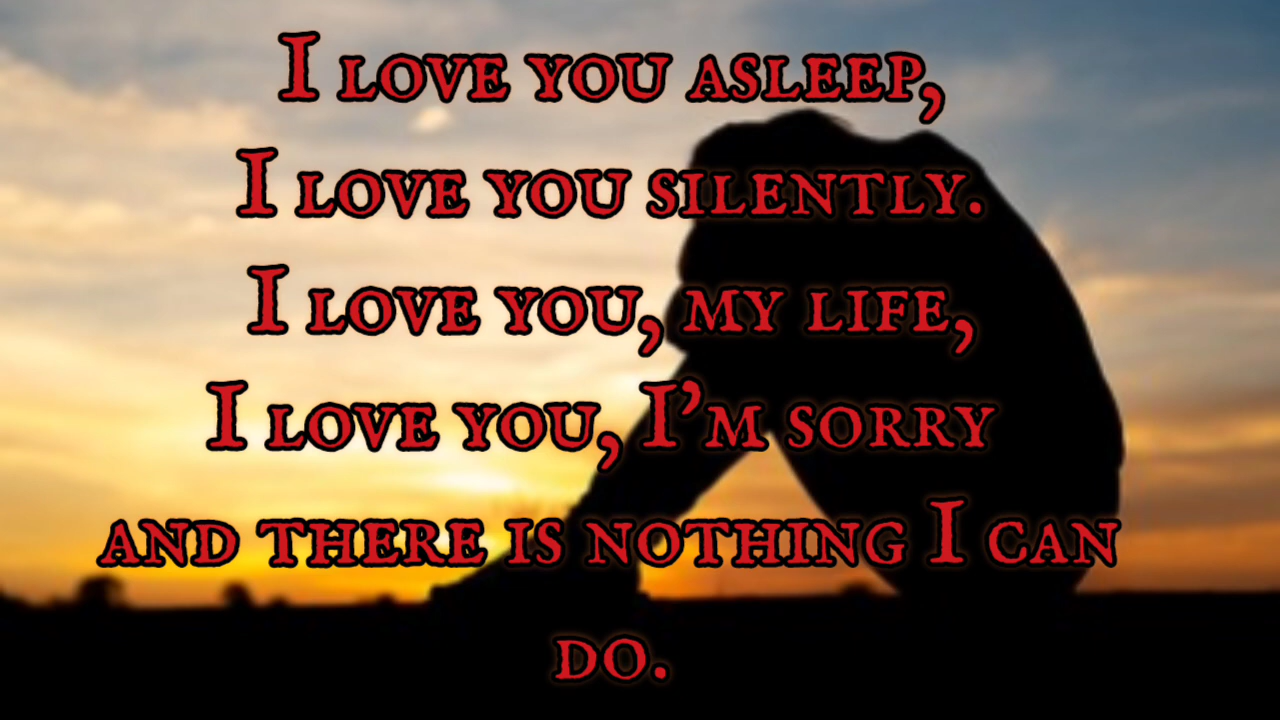 I love you asleep,
I love you silently.
I love you, my life,
I love you, I’m sorry
and there is nothing I can
do.